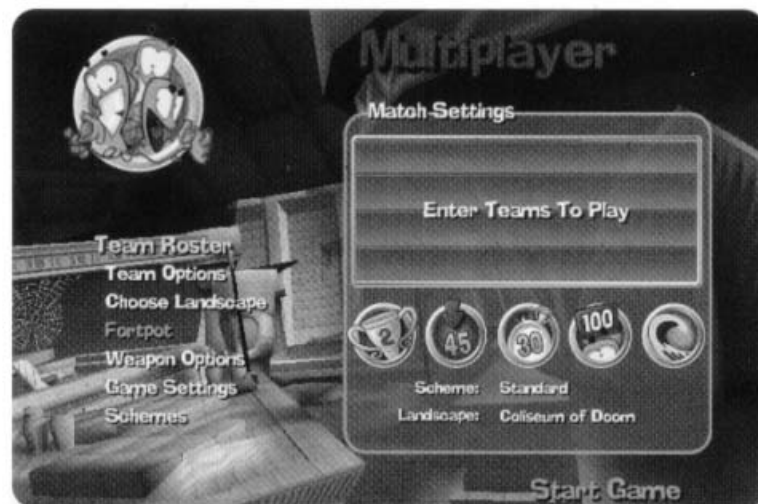 Multiplayer
Match Settings
Enter Teams To Play
Team Roster
Team Options
Choose Landscape
Fortpot
Weapon Options
Game Settings
Schemes
2
45
30
100
Scheme: Standard
Landscape: Coliseum of Doom
Start Game